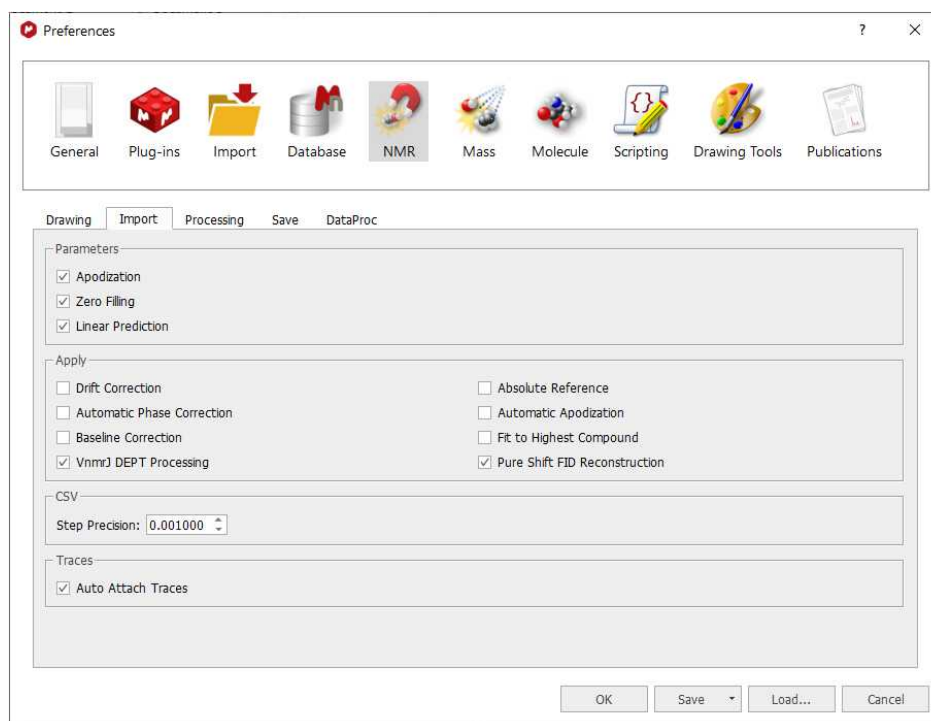 Preferences
?
General Plug-ins Import Database NMR Mass Molecule Scripting Drawing Tools Publications
Drawing Import Processing Save DataProc
Parameters
Apodization
Zero Filling
Linear Prediction
Apply
Drift Correction Absolute Reference
Automatic Phase Correction Automatic Apodization
Baseline Correction Fit to Highest Compound
VnmrJ DEPT Processing Pure Shift FID Reconstruction
CSV
Step Precision: 0.001000
Traces
Auto Attach Traces
OK Save Load... Cancel